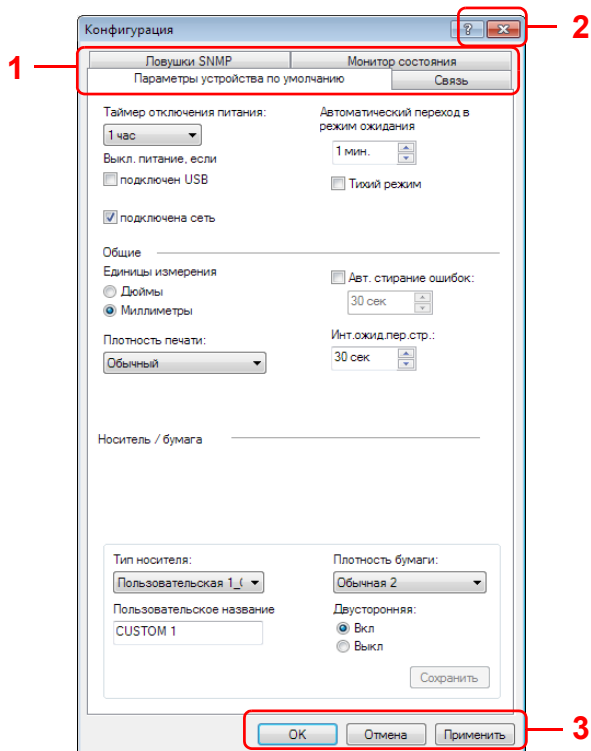 Конфигурация
?
2
1
Ловушки SNMP
Монитор состояния
Параметры устройства по умолчанию
Связь
Таймер отключения питания:
1 час
Выкл. питание, если
подключен USB
подключена сеть
Автоматический переход в
режим ожидания
1 мин.
Тихий режим
Общие
Единицы измерения
Дюймы
Миллиметры
Плотность печати:
Обычный
Авт. стирание ошибок:
30 сек
Инт.ожид.пер.стр.:
30 сек
Носитель / бумага
Тип носителя:
Пользовательская 1_(
Пользовательское название
CUSTOM 1
Плотность бумаги:
Обычная 2
Двусторонняя:
Вкл
Выкл
Сохранить
OK
Отмена
Применить
3